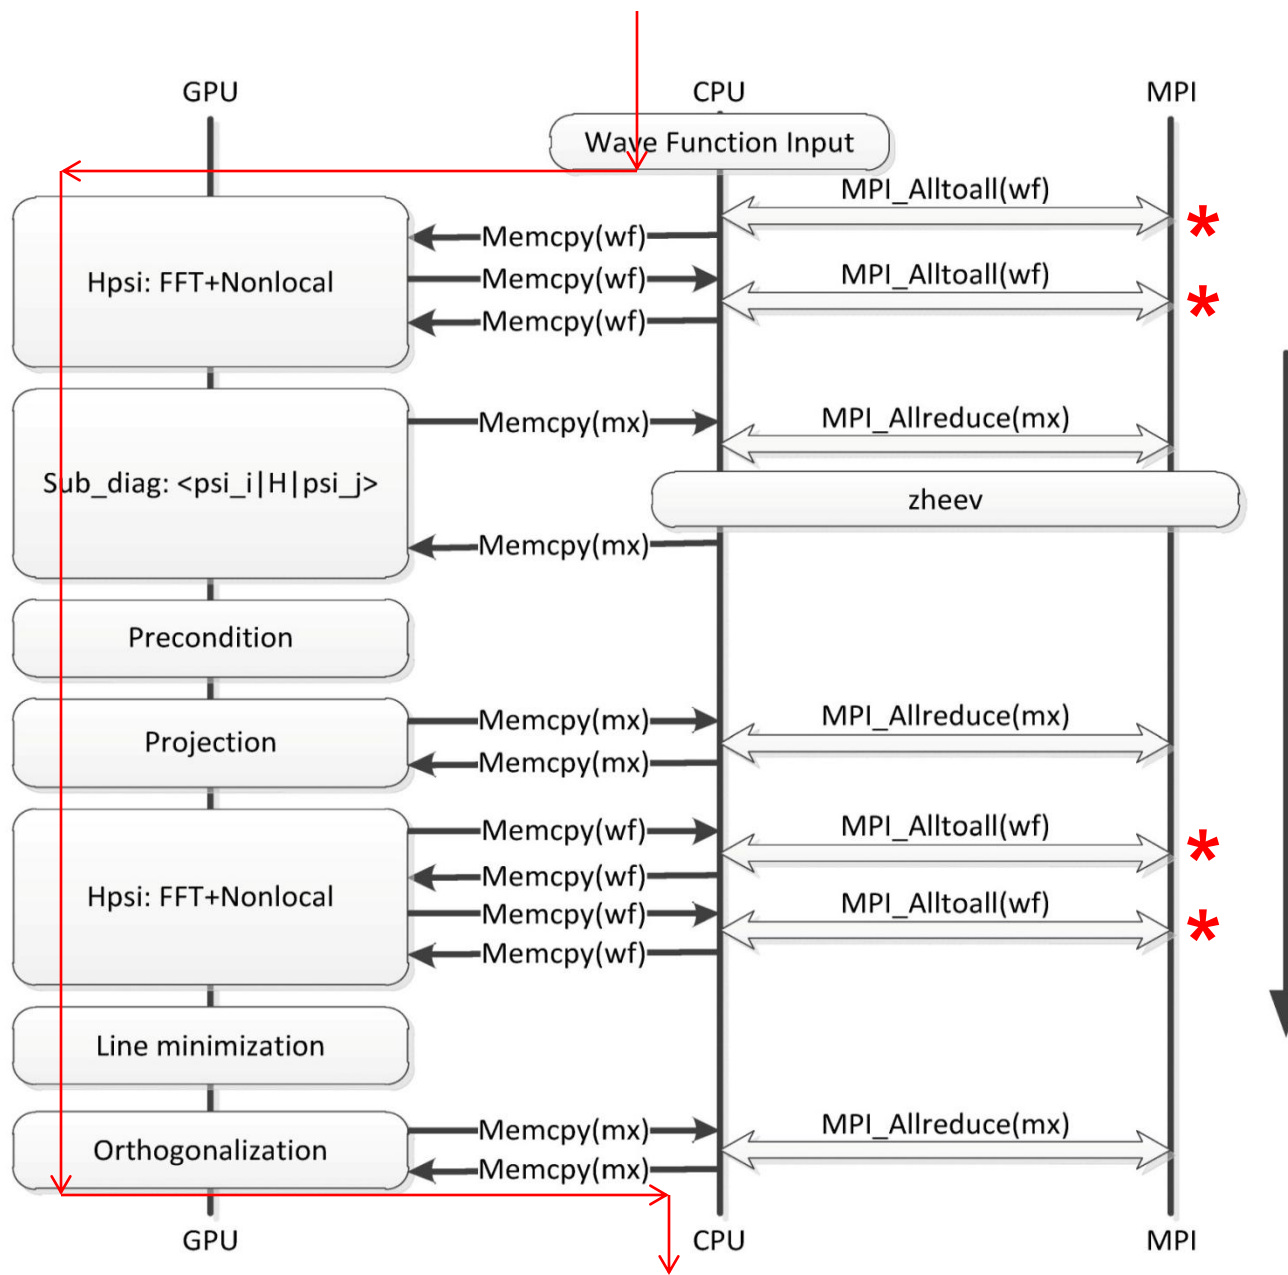 GPU CPU MPI
Wave Function Input
MPI_Alltoall(wf)
*
Memcpy(wf)
Hpsi: FFT+Nonlocal
Memcpy(wf)
MPI_Alltoall(wf)
*
Memcpy(wf)
Memcpy(mx)
MPI_Allreduce(mx)
Sub_diag: <psi_i|H|psi_j>
zheev
Memcpy(mx)
Precondition
Memcpy(mx)
MPI_Allreduce(mx)
Projection
Memcpy(mx)
Memcpy(wf)
MPI_Alltoall(wf)
*
Memcpy(wf)
Hpsi: FFT+Nonlocal
Memcpy(wf)
MPI_Alltoall(wf)
*
Memcpy(wf)
Line minimization
Memcpy(mx)
MPI_Allreduce(mx)
Orthogonalization
Memcpy(mx)
GPU CPU MPI